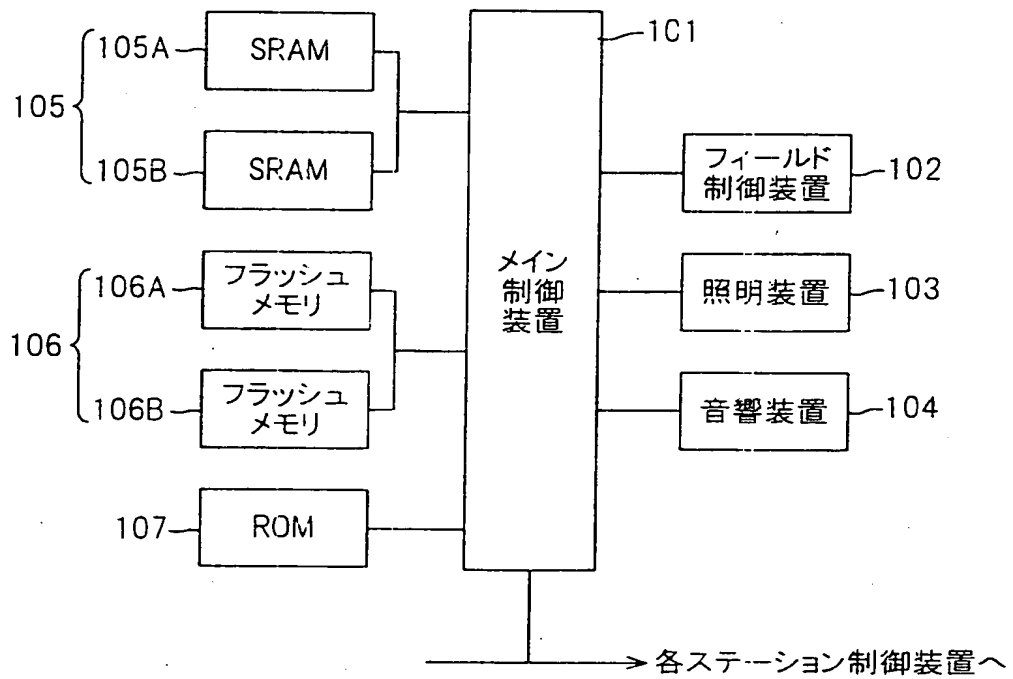 105
105A
SRAM
105B
SRAM
106
106A
フラッシュ
メモリ
106B
フラッシュ
メモリ
107
ROM
メイン
制御
装置
101
フィールド
制御装置
102
照明装置
103
音響装置
104
各ステーション制御装置へ